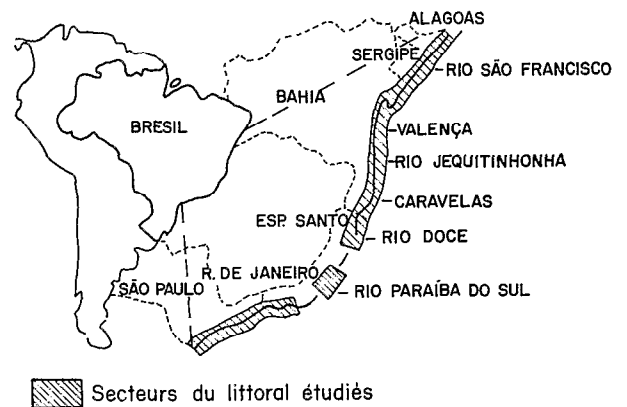 ALAGOAS
SERGIPE
RIO SÃO FRANCISCO
BAHIA
BRESIL
VALENÇA
RIO JEQUITINHONHA
CARAVELAS
ESP. SANTO
RIO DOCE
R. DE JANEIRO
SÃO PAULO
RIO PARAÍBA DO SUL
Secteurs du littoral étudiés